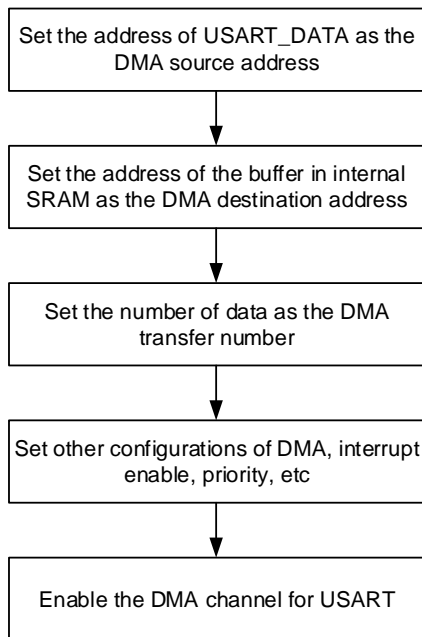 Set the address of USART_DATA as the
DMA source address
Set the address of the buffer in internal
SRAM as the DMA destination address
Set the number of data as the DMA
transfer number
Set other configurations of DMA, interrupt
enable, priority, etc
Enable the DMA channel for USART